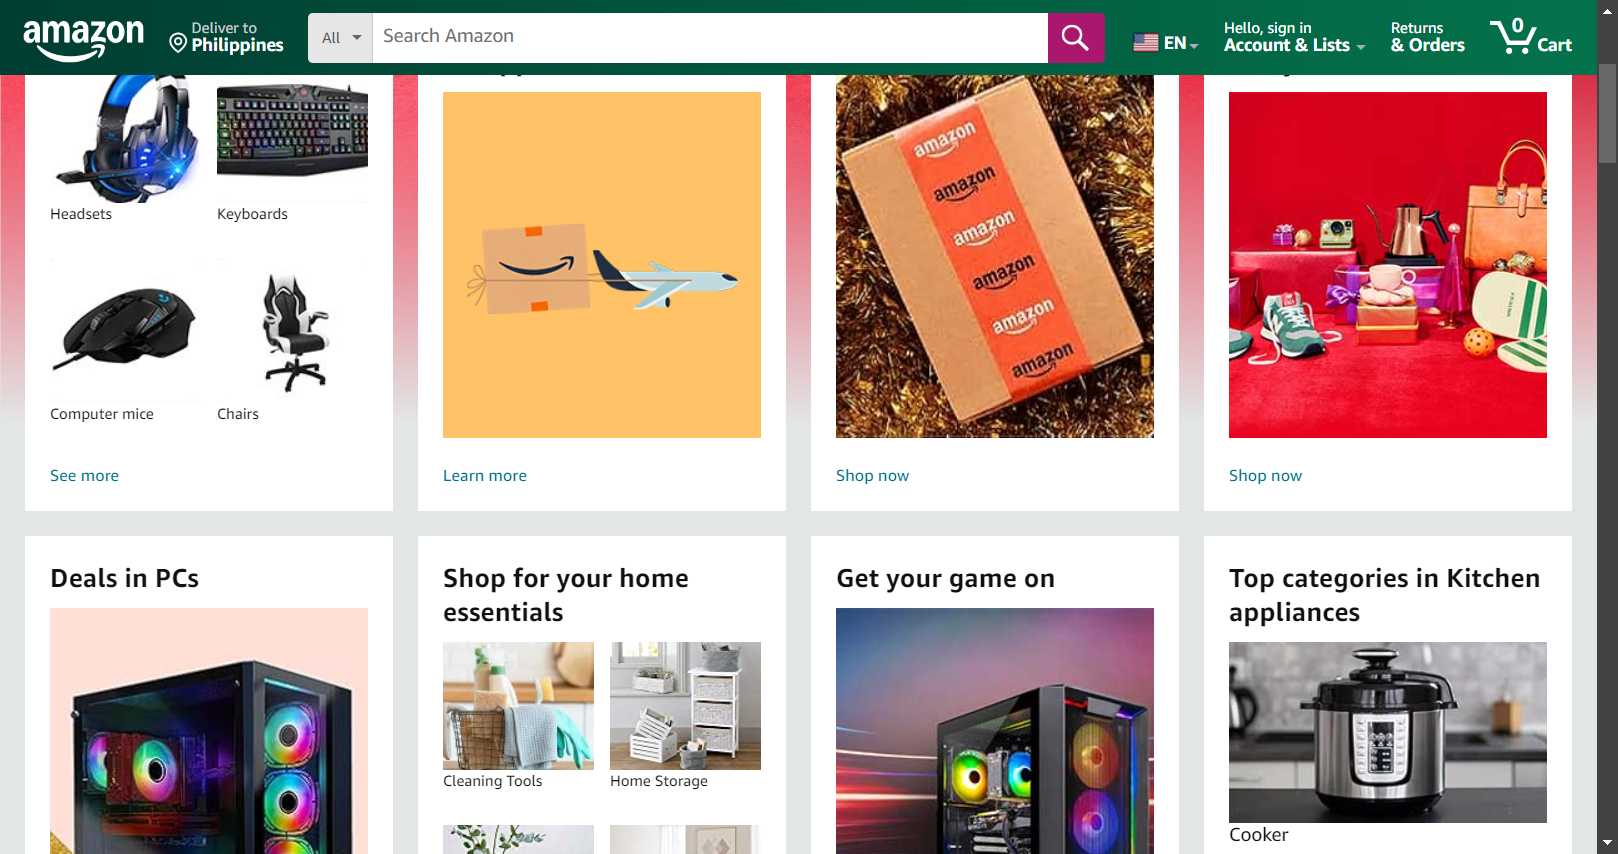 amazon
Deliver to
Philippines
All
Search Amazon
EN
Hello, sign in
Account & Lists
Returns
& Orders
0
Cart
Headsets
Keyboards
Computer mice
Chairs
See more
Learn more
amazon
amazon
amazon
amazon
amazon
amazon
Shop now
Shop now
Deals in PCs
Shop for your home
essentials
Cleaning Tools
Home Storage
Get your game on
Top categories in Kitchen
appliances
Cooker